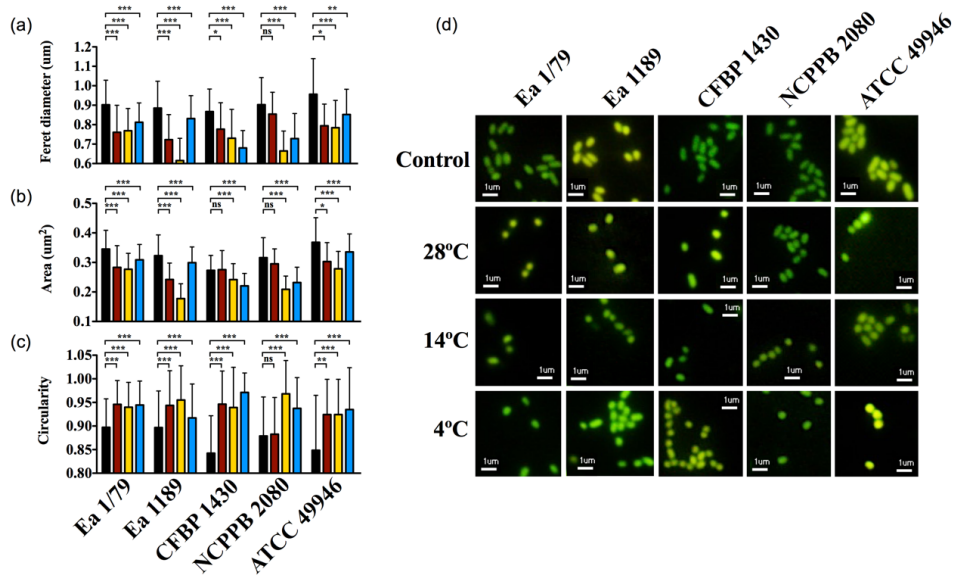 (a)
*** *** *** *** **
*** *** *** *** ***
*** *** * ns *
Feret diameter (um)
1.2
1.1
1.0
0.9
0.8
0.7
0.6
(b)
*** *** *** *** ***
*** *** *** *** ***
*** *** ns ns *
Area (um²)
0.5
0.4
0.3
0.2
0.1
(c)
*** *** *** *** ***
*** *** *** *** ***
*** *** *** ns **
Circularity
1.05
1.00
0.95
0.90
0.85
0.80
Ea 1/79
Ea 1189
CFBP 1430
NCPPB 2080
ATCC 49946
(d)
Ea 1/79
Ea 1189
CFBP 1430
NCPPB 2080
ATCC 49946
Control
1um 1um 1um 1um 1um
28ºC
1um 1um 1um 1um 1um
14ºC
1um 1um 1um 1um 1um
4ºC
1um 1um 1um 1um 1um